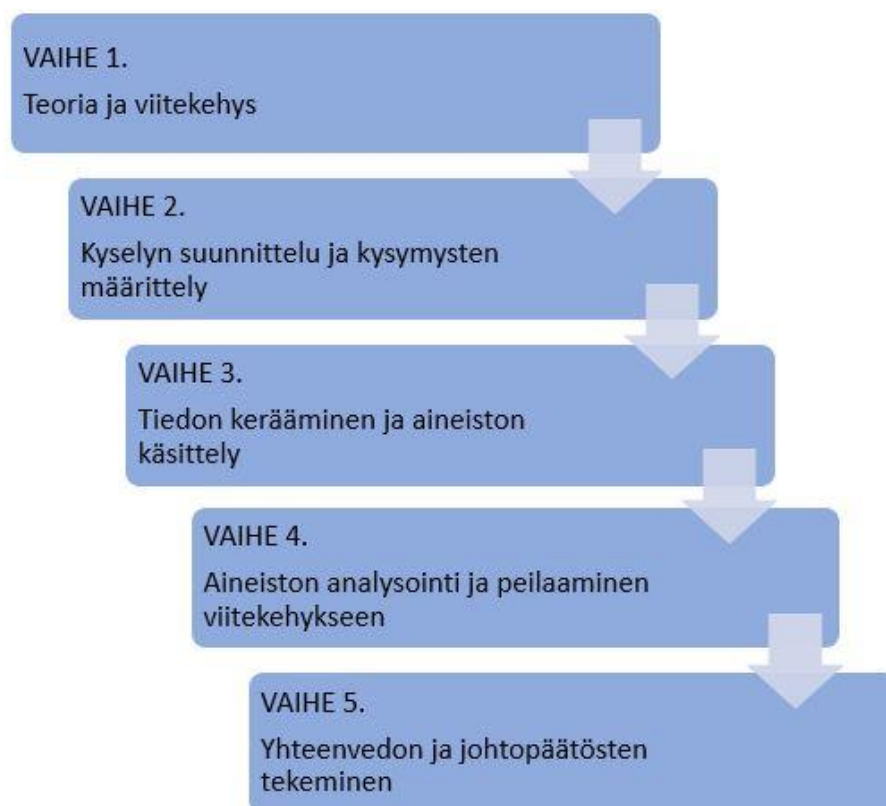 VAIHE 1.
Teoria ja viitekehys
VAIHE 2.
Kyselyn suunnittelu ja kysymysten
määrittely
VAIHE 3.
Tiedon kerääminen ja aineiston
käsittely
VAIHE 4.
Aineiston analysointi ja peilaaminen
viitekehykseen
VAIHE 5.
Yhteenvedon ja johtopäätösten
tekeminen